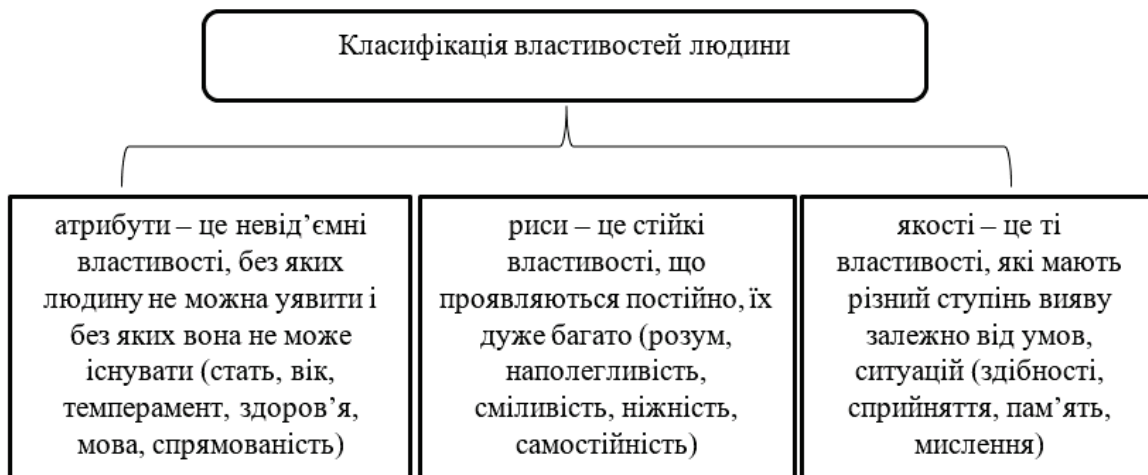 Класифікація властивостей людини
атрибути – це невід’ємні
властивості, без яких
людину не можна уявити і
без яких вона не може
існувати (стать, вік,
темперамент, здоров’я,
мова, спрямованість)
риси – це стійкі
властивості, що
проявляються постійно, їх
дуже багато (розум,
наполегливість,
сміливість, ніжність,
самостійність)
якості – це ті
властивості, які мають
різний ступінь вияву
залежно від умов,
ситуацій (здібності,
сприйняття, пам’ять,
мислення)